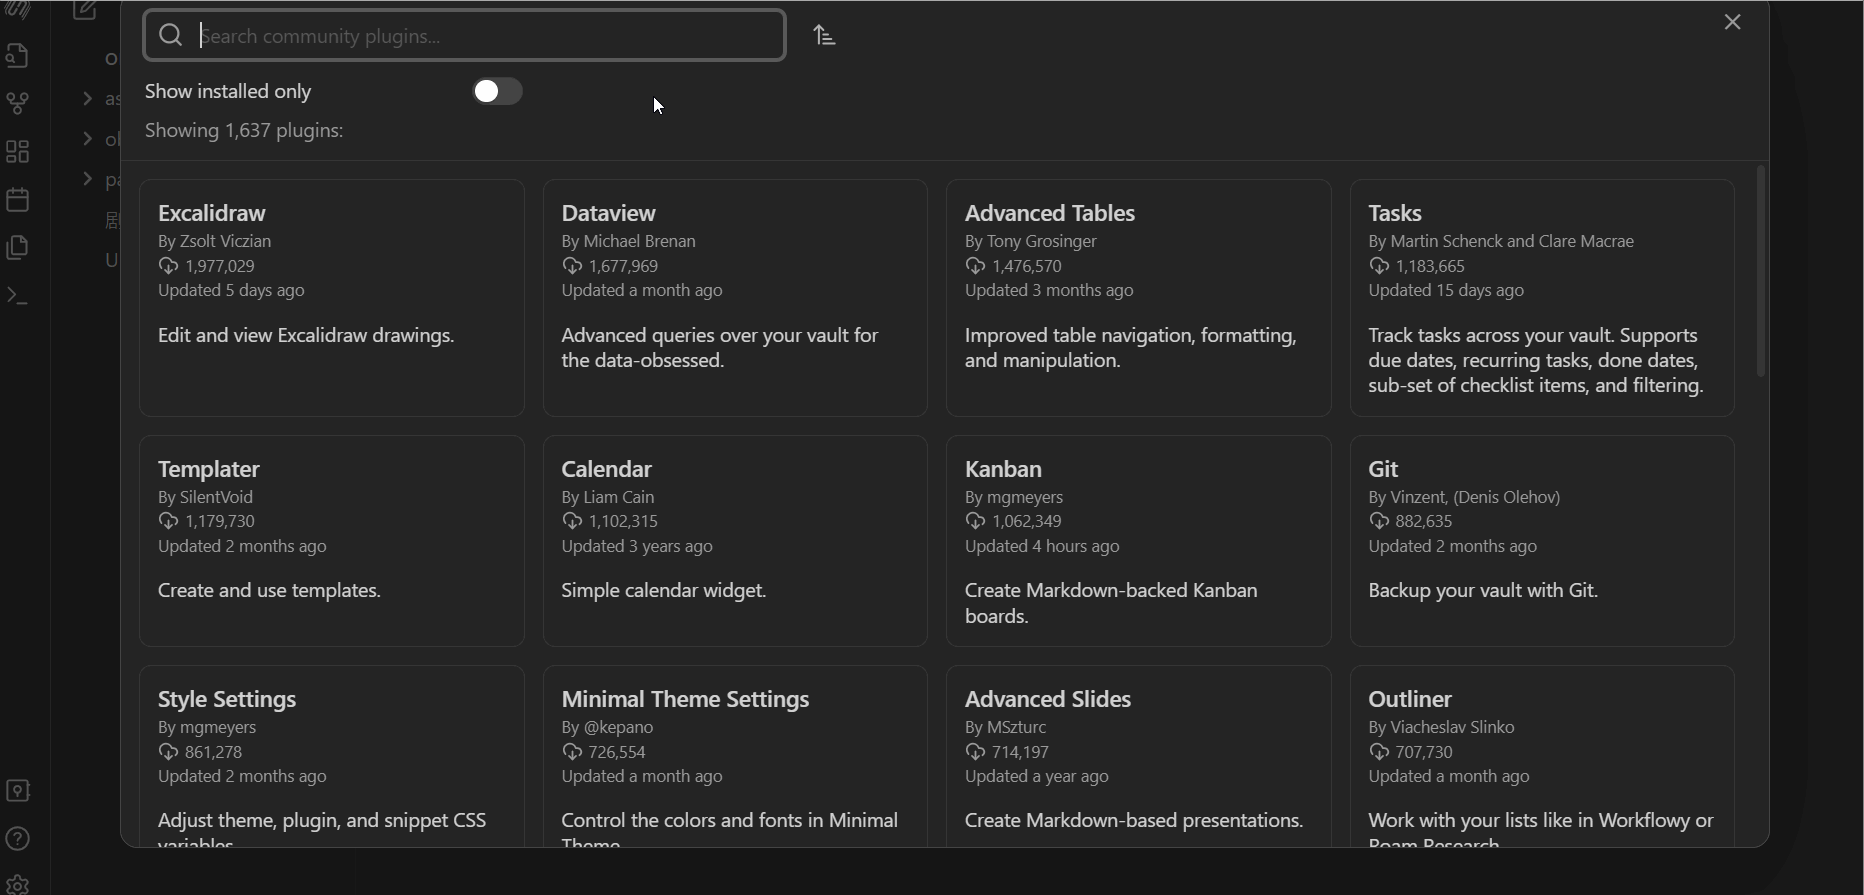 Search community plugins...
Show installed only
Showing 1,637 plugins:
Excalidraw
By Zsolt Viczian
1,977,029
Updated 5 days ago
Edit and view Excalidraw drawings.
Dataview
By Michael Brenan
1,677,969
Updated a month ago
Advanced queries over your vault for
the data-obsessed.
Advanced Tables
By Tony Grosinger
1,476,570
Updated 3 months ago
Improved table navigation, formatting,
and manipulation.
Tasks
By Martin Schenck and Clare Macrae
1,183,665
Updated 15 days ago
Track tasks across your vault. Supports
due dates, recurring tasks, done dates,
sub-set of checklist items, and filtering.
Templater
By SilentVoid
1,179,730
Updated 2 months ago
Create and use templates.
Calendar
By Liam Cain
1,102,315
Updated 3 years ago
Simple calendar widget.
Kanban
By mgmeyers
1,062,349
Updated 4 hours ago
Create Markdown-backed Kanban
boards.
Git
By Vinzent, (Denis Olehov)
882,635
Updated 2 months ago
Backup your vault with Git.
Style Settings
By mgmeyers
861,278
Updated 2 months ago
Adjust theme, plugin, and snippet CSS
variables.
Minimal Theme Settings
By @kepano
726,554
Updated a month ago
Control the colors and fonts in Minimal
Theme.
Advanced Slides
By MSzturc
714,197
Updated a year ago
Create Markdown-based presentations.
Outliner
By Viacheslav Slinko
707,730
Updated a month ago
Work with your lists like in Workflowy or
Roam Research.